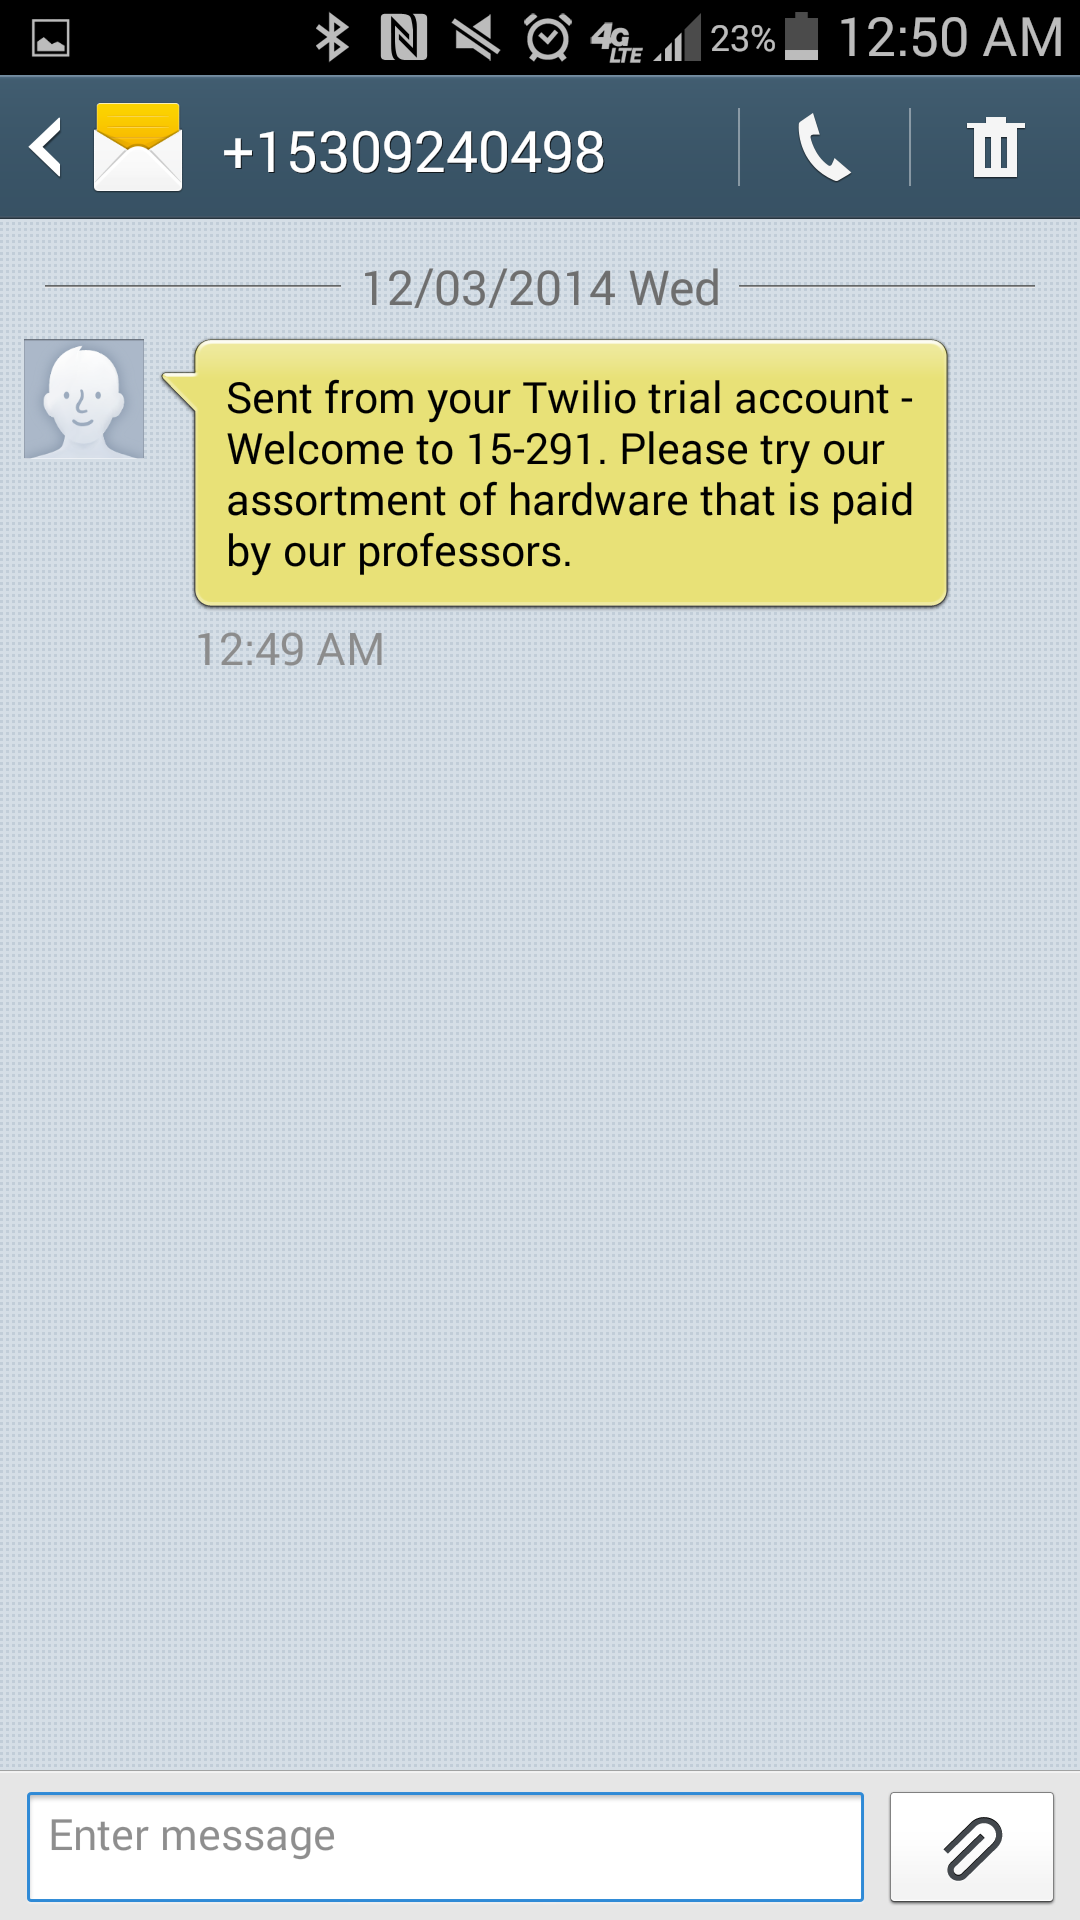 4G LTE 23% 12:50 AM
+15309240498
12/03/2014 Wed
Sent from your Twilio trial account -
Welcome to 15-291. Please try our
assortment of hardware that is paid
by our professors.
12:49 AM
Enter message